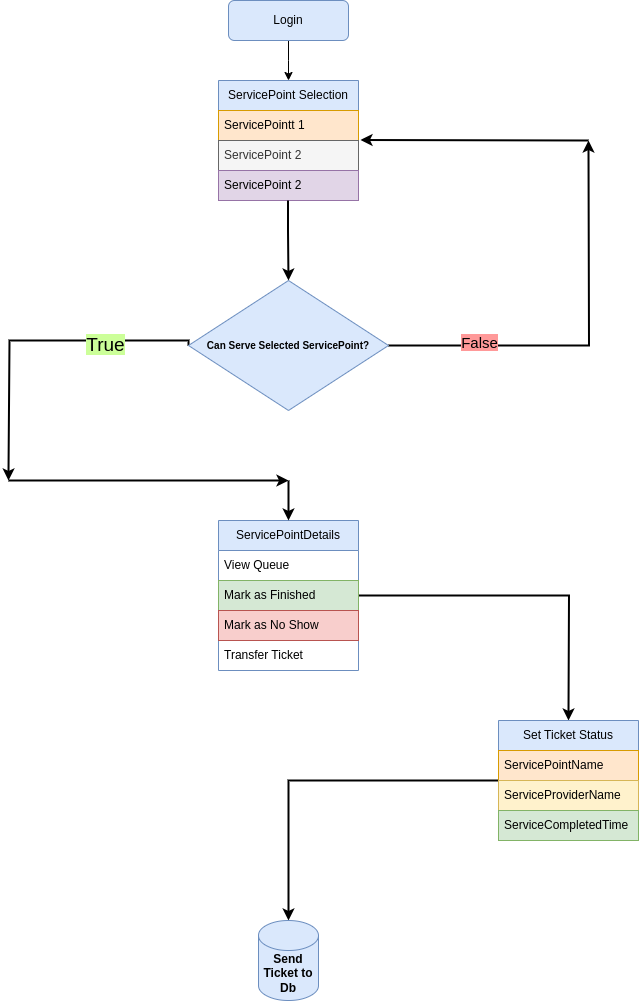 Login
ServicePoint Selection
ServicePointt 1
ServicePoint 2
ServicePoint 2
Can Serve Selected ServicePoint?
True
False
ServicePointDetails
View Queue
Mark as Finished
Mark as No Show
Transfer Ticket
Set Ticket Status
ServicePointName
ServiceProviderName
ServiceCompletedTime
Send
Ticket to
Db